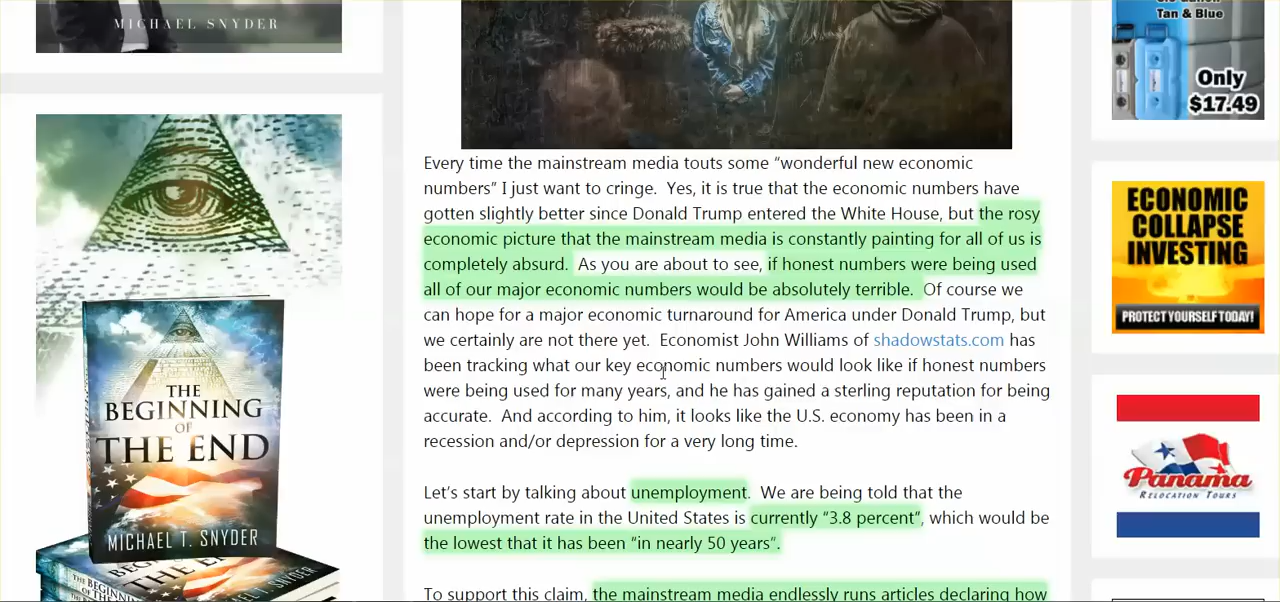 MICHAEL SNYDER
THE
BEGINNING
OF
THE END
MICHAEL T. SNYDER
Every time the mainstream media touts some “wonderful new economic
numbers” I just want to cringe.  Yes, it is true that the economic numbers have
gotten slightly better since Donald Trump entered the White House, but the rosy
economic picture that the mainstream media is constantly painting for all of us is
completely absurd.  As you are about to see, if honest numbers were being used
all of our major economic numbers would be absolutely terrible.  Of course we
can hope for a major economic turnaround for America under Donald Trump, but
we certainly are not there yet.  Economist John Williams of shadowstats.com has
been tracking what our key economic numbers would look like if honest numbers
were being used for many years, and he has gained a sterling reputation for being
accurate.  And according to him, it looks like the U.S. economy has been in a
recession and/or depression for a very long time.
Let’s start by talking about unemployment.  We are being told that the
unemployment rate in the United States is currently “3.8 percent”, which would be
the lowest that it has been “in nearly 50 years”.
To support this claim, the mainstream media endlessly runs articles declaring how
Tan & Blue
Only
$17.49
ECONOMIC
COLLAPSE
INVESTING
PROTECT YOURSELF TODAY!
Panama
RELOCATION TOURS